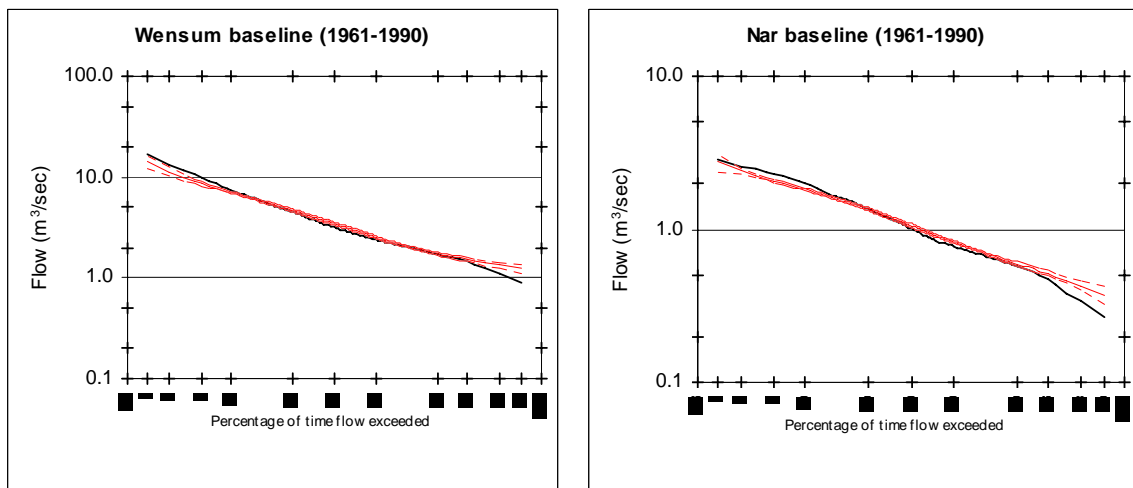 Wensum baseline (1961-1990)
100.0
10.0
1.0
0.1
Flow (m³/sec)
Percentage of time flow exceeded
Nar baseline (1961-1990)
10.0
1.0
0.1
Flow (m³/sec)
Percentage of time flow exceeded